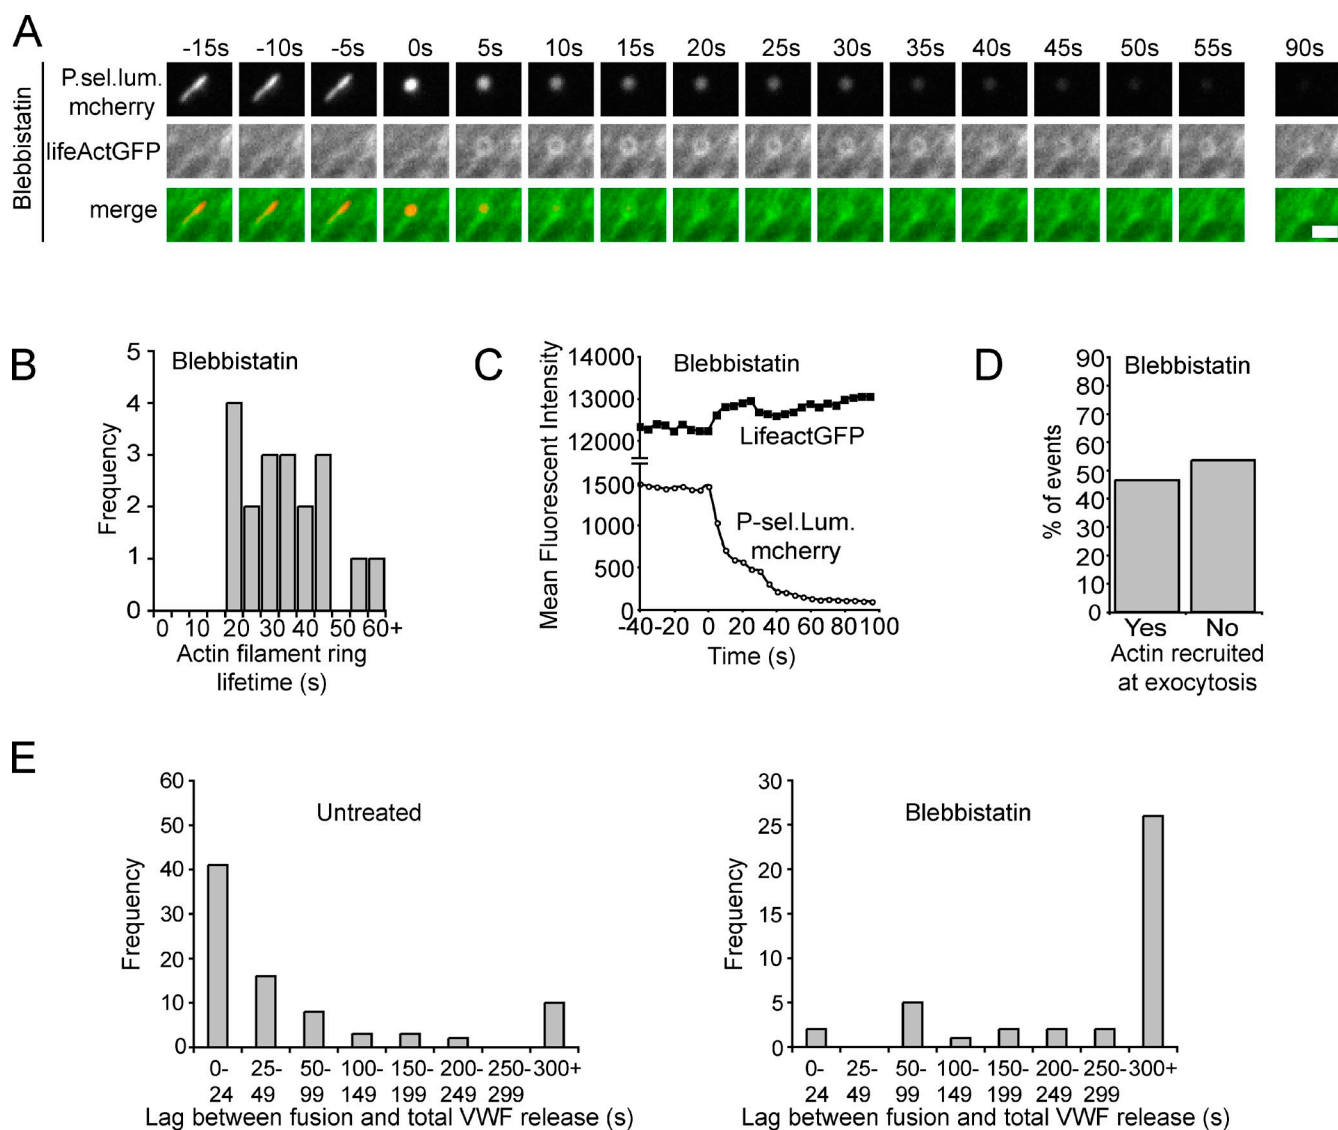 A
-15s -10s -5s 0s 5s 10s 15s 20s 25s 30s 35s 40s 45s 50s 55s 90s
Blebbistatin
P.sel.lum.
mcherry
lifeActGFP
merge
B
Blebbistatin
Frequency
5
4
3
2
1
0
0 10 20 30 40 50 60+
Actin filament ring
lifetime (s)
C
Blebbistatin
Mean Fluorescent Intensity
14000
13000
12000
1500
1000
500
0
LifeactGFP
P-sel.Lum.
mcherry
-40 -20 0 20 40 60 80 100
Time (s)
D
Blebbistatin
% of events
90
80
70
60
50
40
30
20
10
0
Yes No
Actin recruited
at exocytosis
E
Untreated
Frequency
60
50
40
30
20
10
0
0- 25- 50- 100- 150- 200- 250- 300+
24 49 99 149 199 249 299
Lag between fusion and total VWF release (s)
Blebbistatin
Frequency
30
25
20
15
10
5
0
0- 25- 50- 100- 150- 200- 250- 300+
24 49 99 149 199 249 299
Lag between fusion and total VWF release (s)